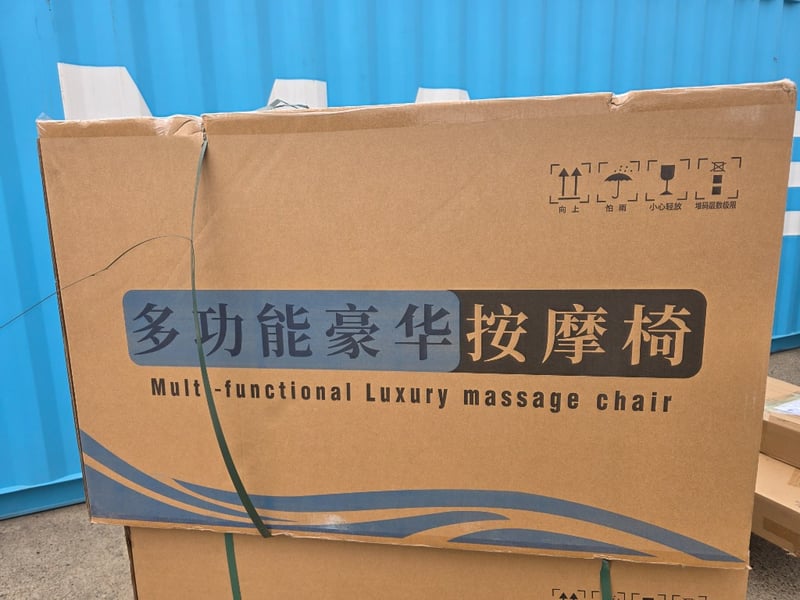 向上 怕雨 小心轻放 堆码层数极限
多功能豪华按摩椅
Multi-functional Luxury massage chair